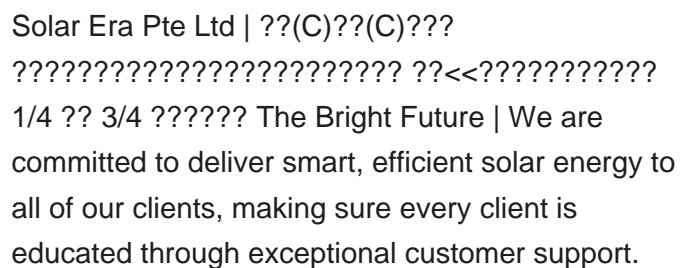 Solar Era Pte Ltd | ??(C)??(C)???
???????????????????????? ??<<???????????
1/4 ?? 3/4 ?????? The Bright Future | We are
committed to deliver smart, efficient solar energy to
all of our clients, making sure every client is
educated through exceptional customer support.